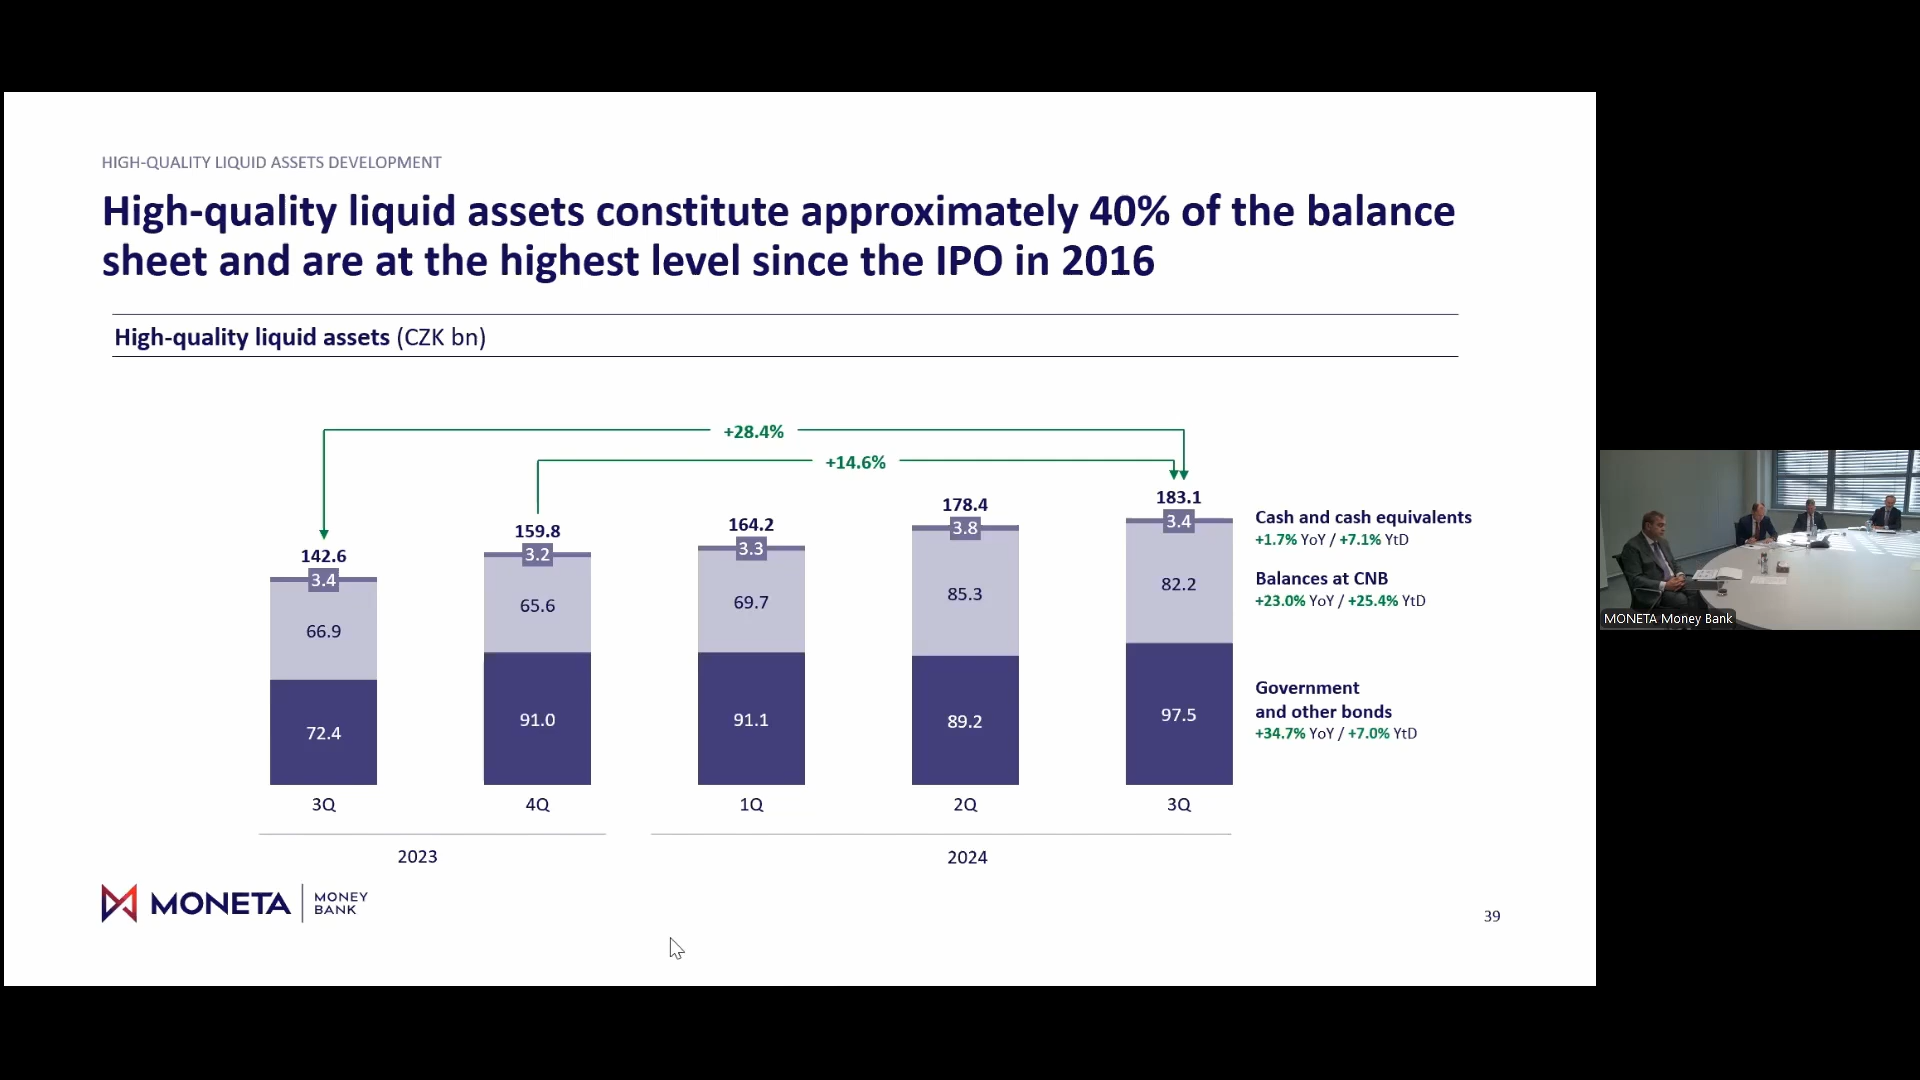 HIGH-QUALITY LIQUID ASSETS DEVELOPMENT
High-quality liquid assets constitute approximately 40% of the balance
sheet and are at the highest level since the IPO in 2016
High-quality liquid assets (CZK bn)
+28.4%
+14.6%
142.6
3.4
66.9
72.4
159.8
3.2
65.6
91.0
164.2
3.3
69.7
91.1
178.4
3.8
85.3
89.2
183.1
3.4
82.2
97.5
Cash and cash equivalents
+1.7% YoY / +7.1% YtD
Balances at CNB
+23.0% YoY / +25.4% YtD
Government
and other bonds
+34.7% YoY / +7.0% YtD
3Q
4Q
1Q
2Q
3Q
2023
2024
MONETA
MONEY
BANK
39
MONETA Money Bank